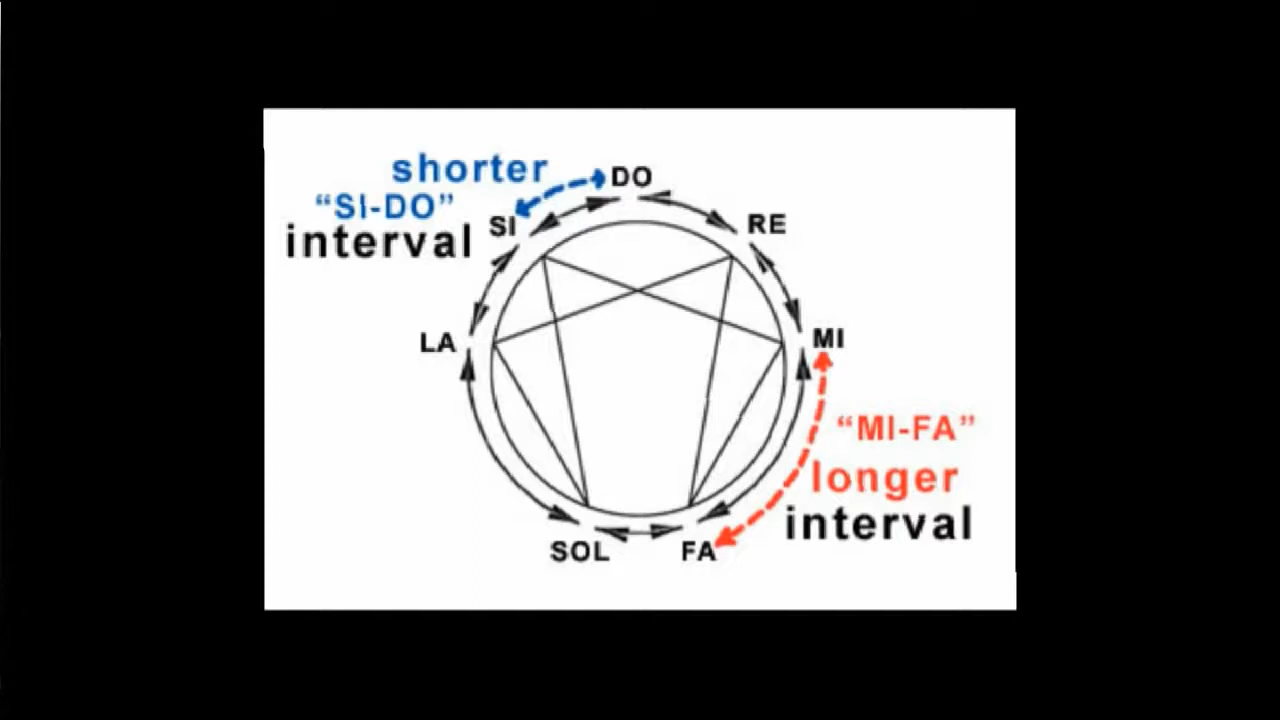 shorter
“SI-DO”
interval
DO
SI
RE
LA
MI
“MI-FA”
longer
interval
SOL
FA